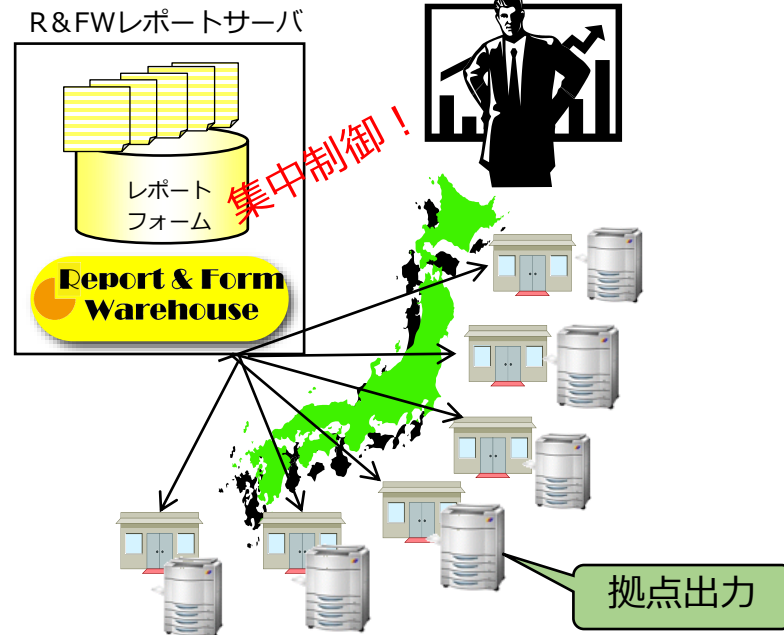 R&FWレポートサーバ
集中制御！
レポート
フォーム
Report & Form
Warehouse
拠点出力